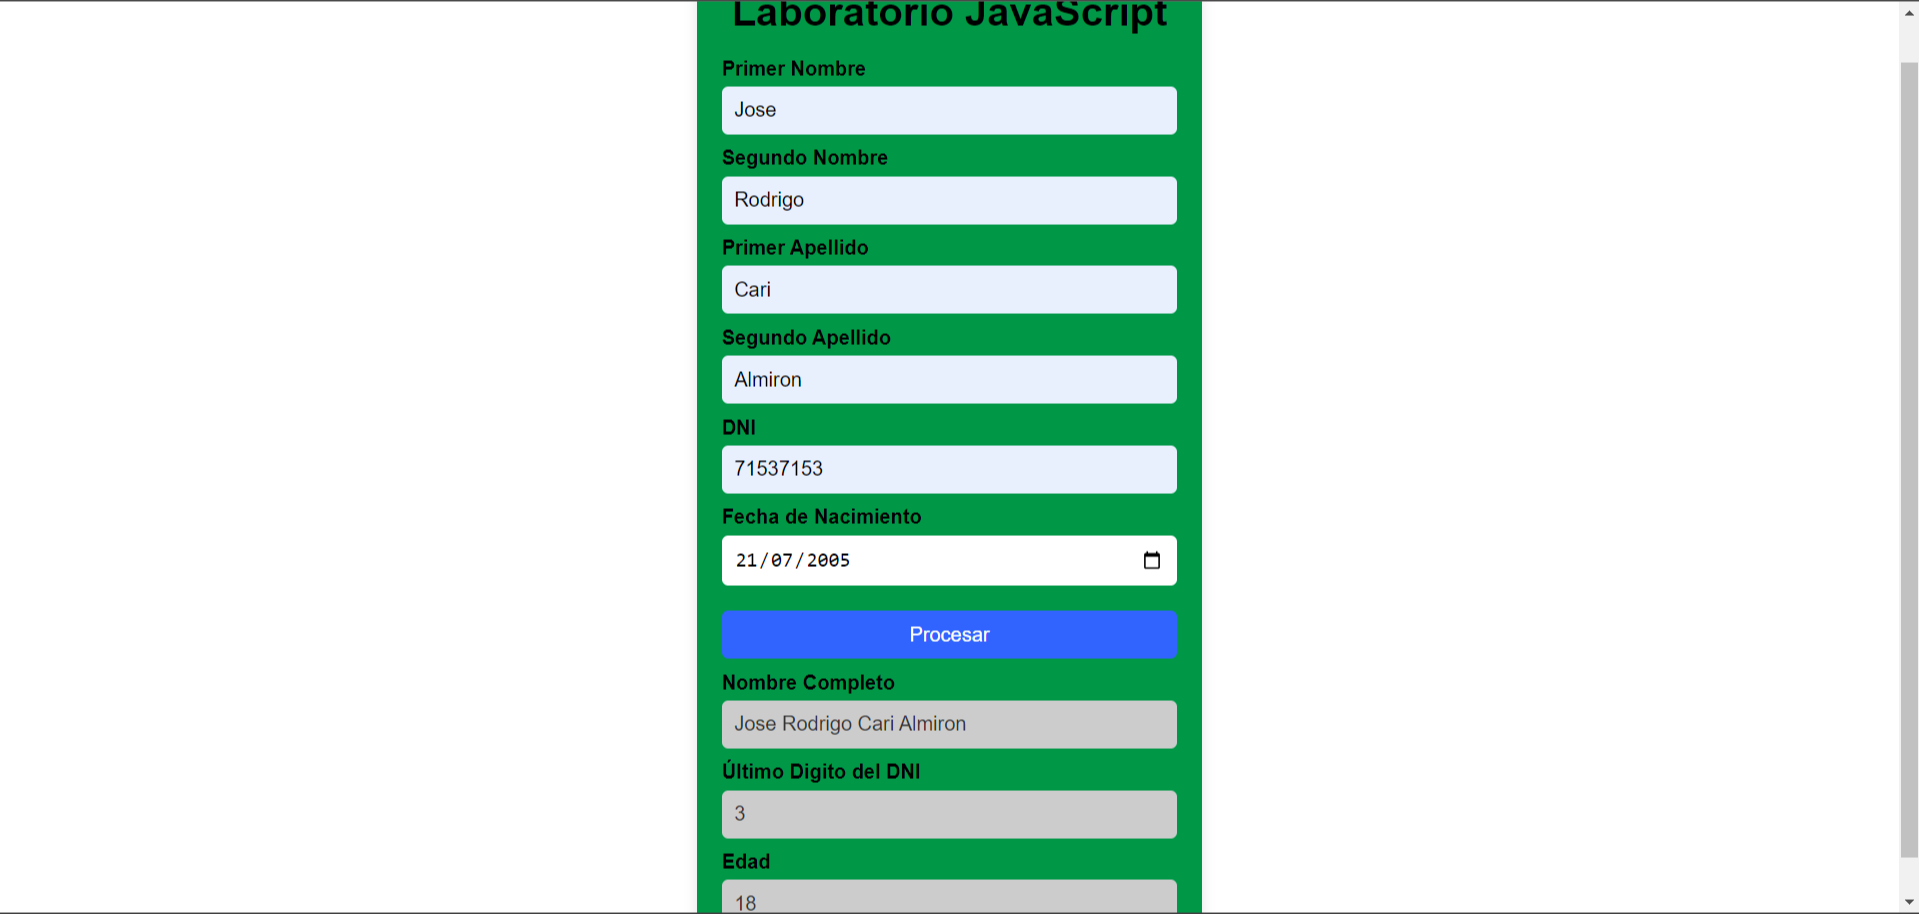 Laboratorio JavaScript
Primer Nombre
Jose
Segundo Nombre
Rodrigo
Primer Apellido
Cari
Segundo Apellido
Almiron
DNI
71537153
Fecha de Nacimiento
21/07/2005
Procesar
Nombre Completo
Jose Rodrigo Cari Almiron
Último Digito del DNI
3
Edad
18